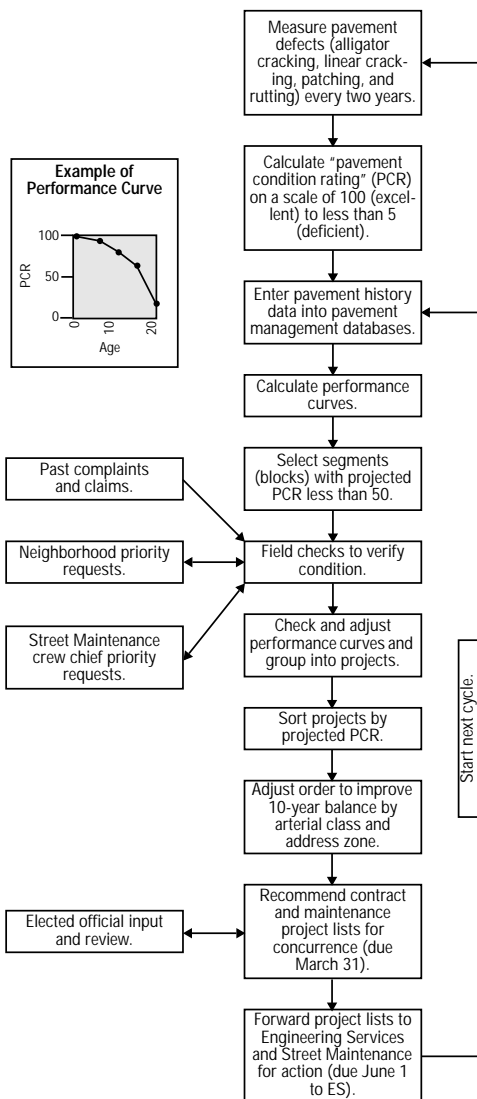 Measure pavement
defects (alligator
cracking, linear crack-
ing, patching, and
rutting) every two years.
Calculate “pavement
condition rating” (PCR)
on a scale of 100 (excel-
lent) to less than 5
(deficient).
Example of
Performance Curve
100
50
0
PCR
0
10
20
Age
Enter pavement history
data into pavement
management databases.
Calculate performance
curves.
Select segments
(blocks) with projected
PCR less than 50.
Past complaints
and claims.
Neighborhood priority
requests.
Field checks to verify
condition.
Street Maintenance
crew chief priority
requests.
Check and adjust
performance curves and
group into projects.
Start next cycle.
Sort projects by
projected PCR.
Adjust order to improve
10-year balance by
arterial class and
address zone.
Elected official input
and review.
Recommend contract
and maintenance
project lists for
concurrence (due
March 31).
Forward project lists to
Engineering Services
and Street Maintenance
for action (due June 1
to ES).